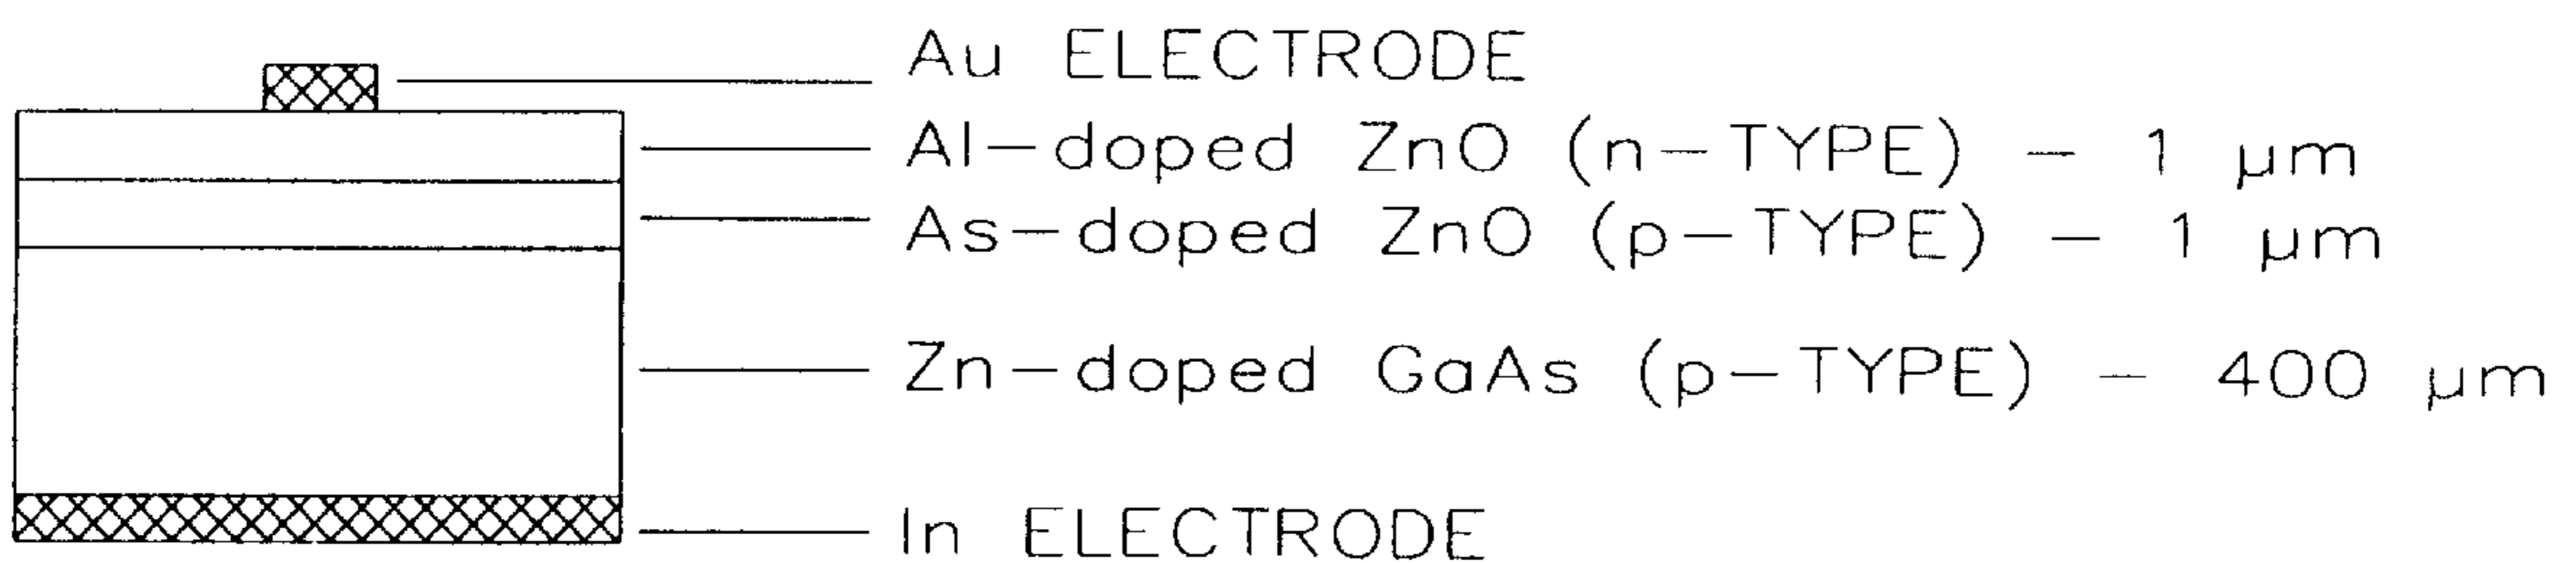 Au ELECTRODE
Al-doped ZnO (n-TYPE) - 1 μm
As-doped ZnO (p-TYPE) - 1 μm
Zn-doped GaAs (p-TYPE) - 400 μm
In ELECTRODE